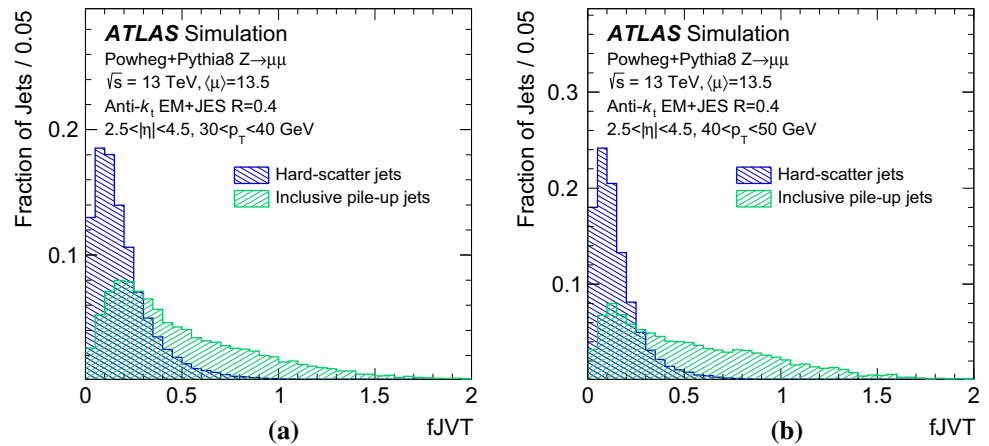 ATLAS Simulation
Powheg+Pythia8 Z→μμ
√s = 13 TeV, ⟨μ⟩=13.5
Anti-kt EM+JES R=0.4
2.5<|η|<4.5, 30<pT<40 GeV
Hard-scatter jets
Inclusive pile-up jets
Fraction of Jets / 0.05
0.2
0.1
0
0.5
1
1.5
2
fJVT
(a)
ATLAS Simulation
Powheg+Pythia8 Z→μμ
√s = 13 TeV, ⟨μ⟩=13.5
Anti-kt EM+JES R=0.4
2.5<|η|<4.5, 40<pT<50 GeV
Hard-scatter jets
Inclusive pile-up jets
Fraction of Jets / 0.05
0.3
0.2
0.1
0
0.5
1
1.5
2
fJVT
(b)